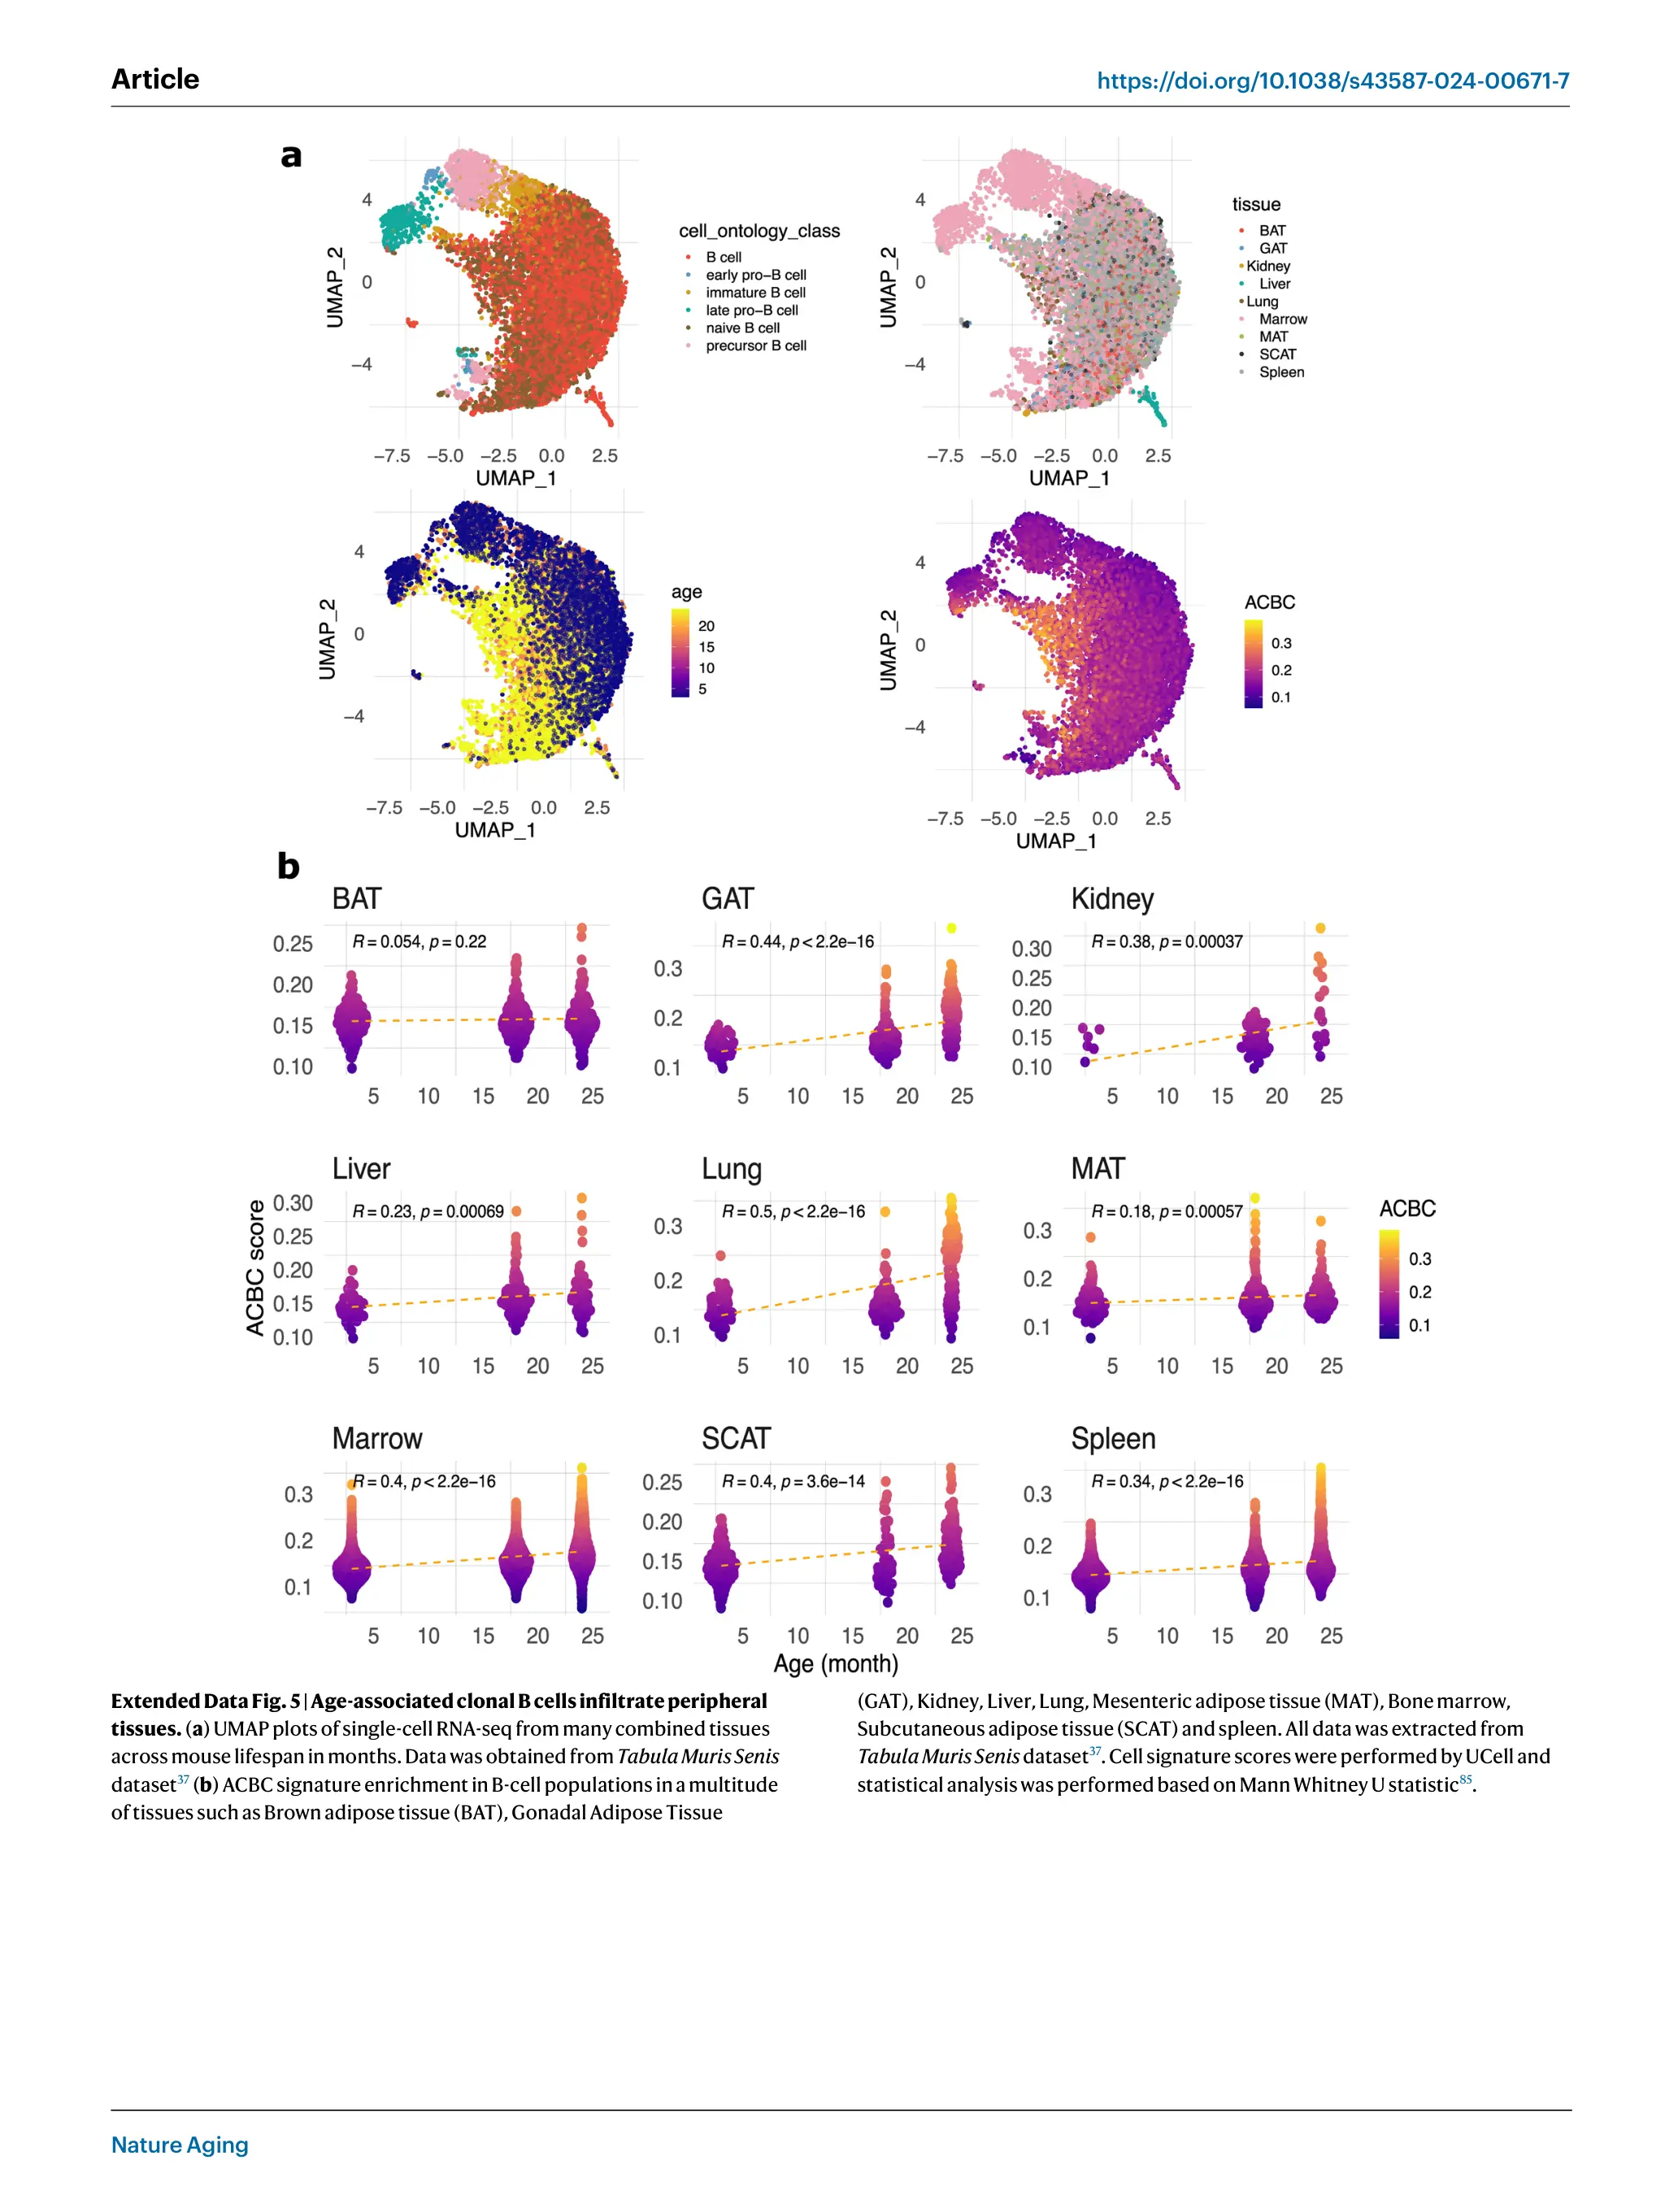 Article
https://doi.org/10.1038/s43587-024-00671-7
a
4
0
−4
UMAP_2
−7.5 −5.0 −2.5 0.0 2.5
UMAP_1
cell_ontology_class
B cell
early pro−B cell
immature B cell
late pro−B cell
naive B cell
precursor B cell
4
0
−4
UMAP_2
−7.5 −5.0 −2.5 0.0 2.5
UMAP_1
tissue
BAT
GAT
Kidney
Liver
Lung
Marrow
MAT
SCAT
Spleen
4
0
−4
UMAP_2
−7.5 −5.0 −2.5 0.0 2.5
UMAP_1
age
20
15
10
5
4
0
−4
UMAP_2
−7.5 −5.0 −2.5 0.0 2.5
UMAP_1
ACBC
0.3
0.2
0.1
b
BAT
R = 0.054, p = 0.22
0.25
0.20
0.15
0.10
5 10 15 20 25
GAT
R = 0.44, p < 2.2e−16
0.3
0.2
0.1
5 10 15 20 25
Kidney
R = 0.38, p = 0.00037
0.30
0.25
0.20
0.15
0.10
5 10 15 20 25
ACBC score
Liver
R = 0.23, p = 0.00069
0.30
0.25
0.20
0.15
0.10
5 10 15 20 25
Lung
R = 0.5, p < 2.2e−16
0.3
0.2
0.1
5 10 15 20 25
MAT
R = 0.18, p = 0.00057
0.3
0.2
0.1
5 10 15 20 25
ACBC
0.3
0.2
0.1
Marrow
R = 0.4, p < 2.2e−16
0.3
0.2
0.1
5 10 15 20 25
SCAT
R = 0.4, p = 3.6e−14
0.25
0.20
0.15
0.10
5 10 15 20 25
Spleen
R = 0.34, p < 2.2e−16
0.3
0.2
0.1
5 10 15 20 25
Age (month)
Extended Data Fig. 5 | Age-associated clonal B cells infiltrate peripheral
tissues. (a) UMAP plots of single-cell RNA-seq from many combined tissues
across mouse lifespan in months. Data was obtained from Tabula Muris Senis
dataset37 (b) ACBC signature enrichment in B-cell populations in a multitude
of tissues such as Brown adipose tissue (BAT), Gonadal Adipose Tissue
(GAT), Kidney, Liver, Lung, Mesenteric adipose tissue (MAT), Bone marrow,
Subcutaneous adipose tissue (SCAT) and spleen. All data was extracted from
Tabula Muris Senis dataset37. Cell signature scores were performed by UCell and
statistical analysis was performed based on Mann Whitney U statistic85.
Nature Aging